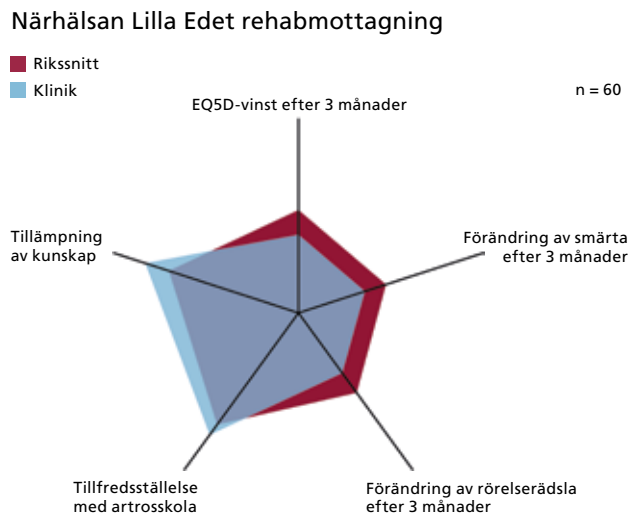 Närhälsan Lilla Edet rehabmottagning
Rikssnitt
Klinik
n = 60
EQ5D-vinst efter 3 månader
Tillämpning
av kunskap
Förändring av smärta
efter 3 månader
Tillfredsställelse
med artrosskola
Förändring av rörelserädsla
efter 3 månader